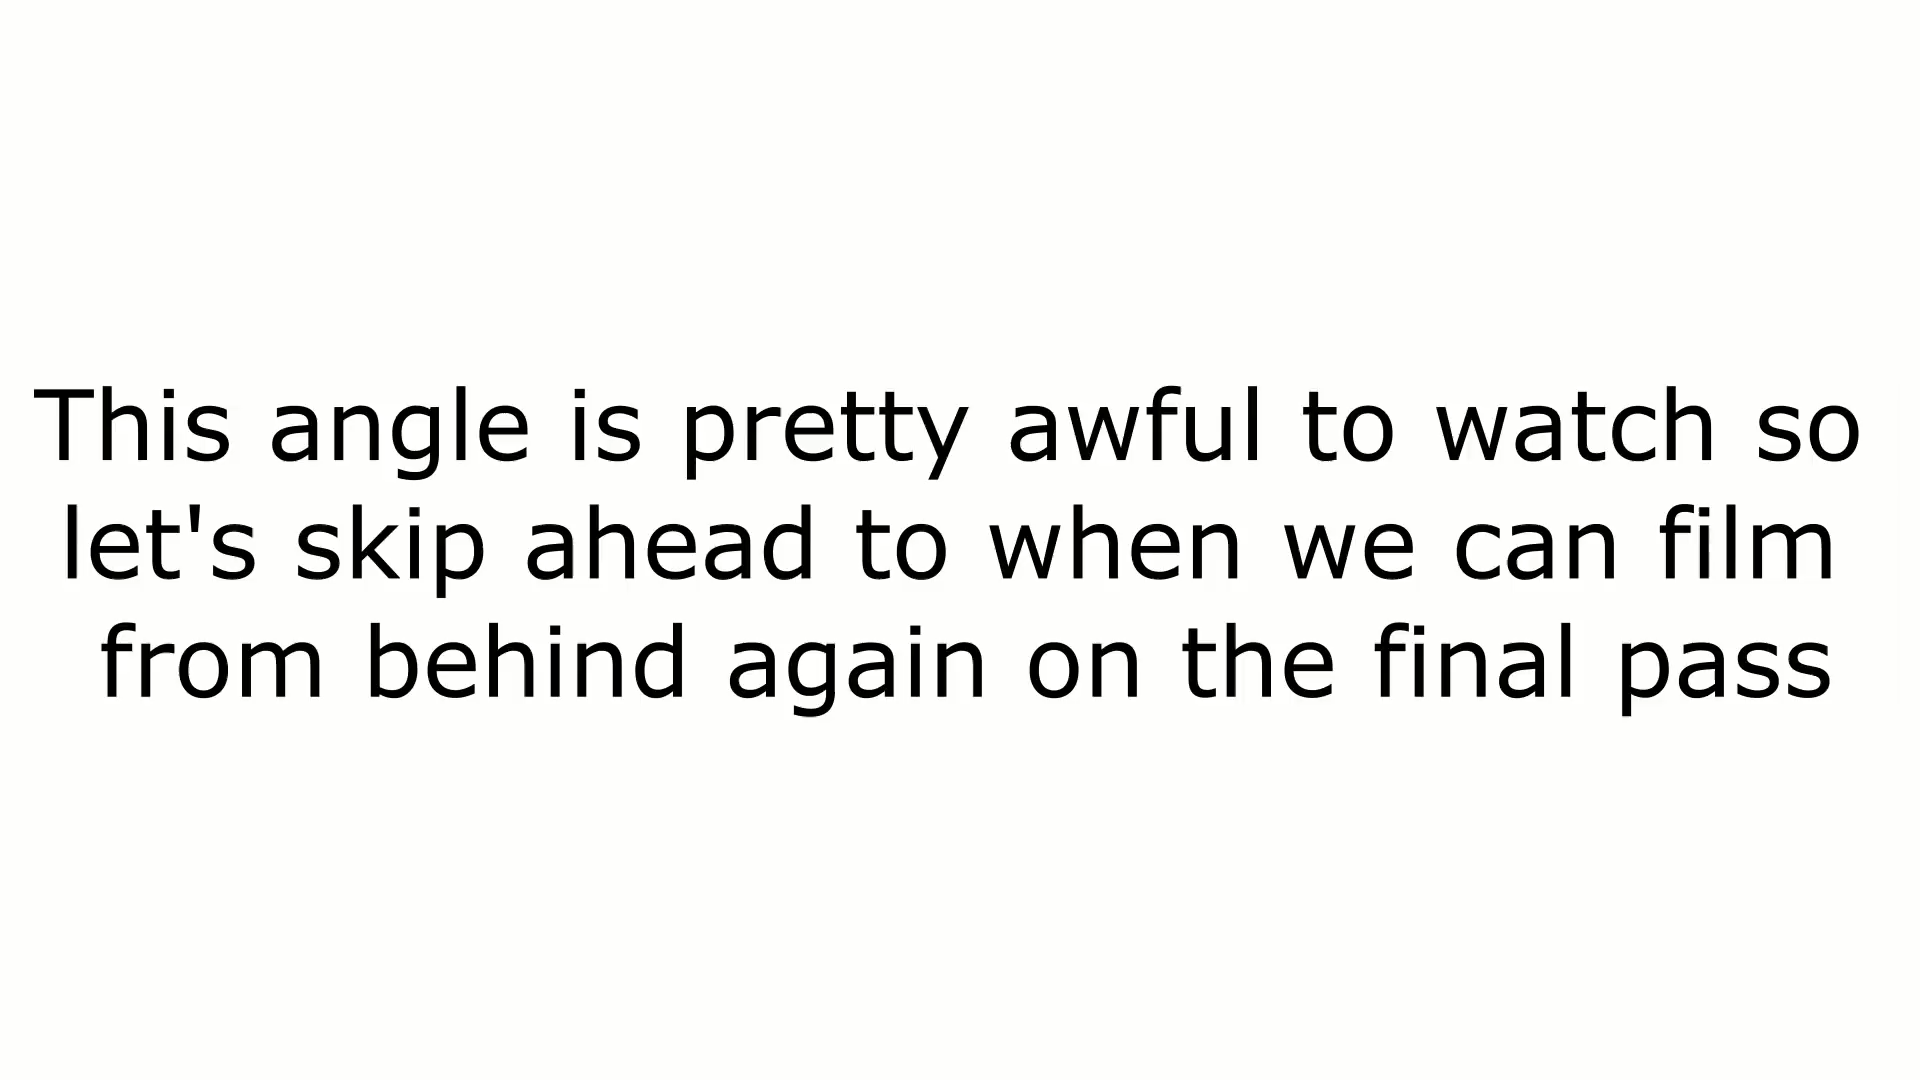 This angle is pretty awful to watch so
let's skip ahead to when we can film
from behind again on the final pass